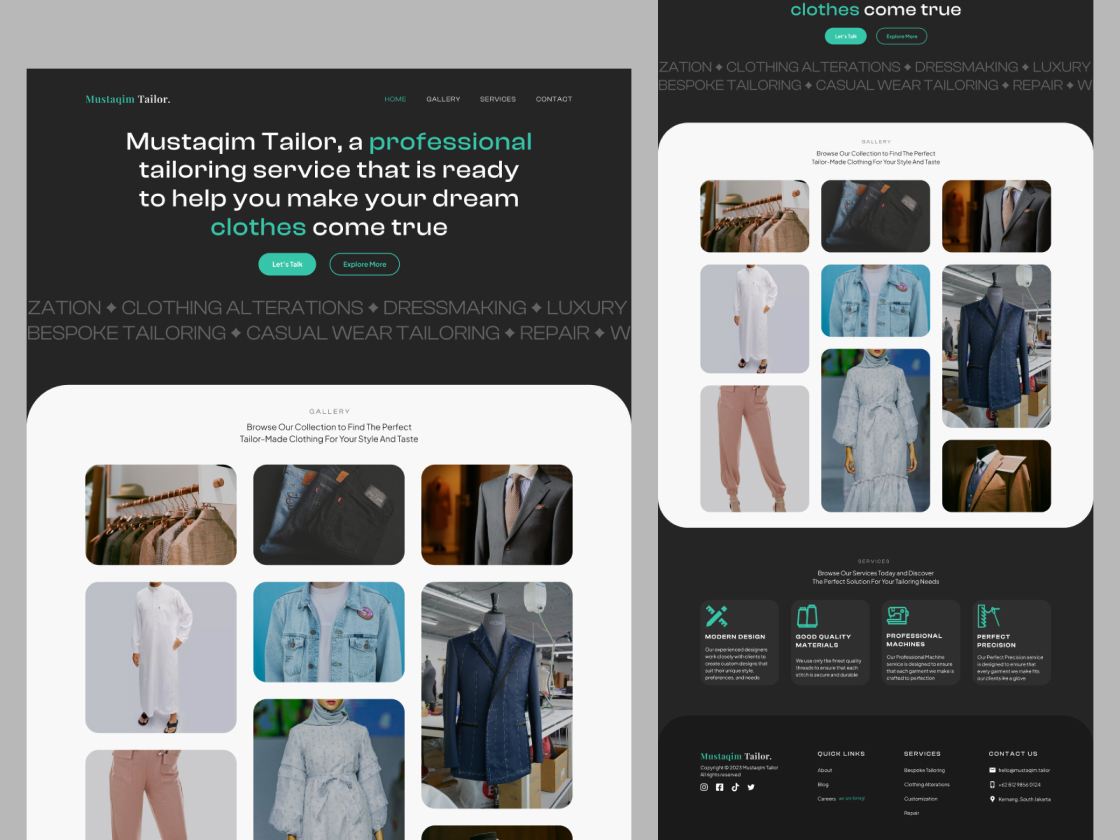 Mustaqim Tailor.
HOME GALLERY SERVICES CONTACT
Mustaqim Tailor, a professional
tailoring service that is ready
to help you make your dream
clothes come true
Let's Talk Explore More
ZATION ◆ CLOTHING ALTERATIONS ◆ DRESSMAKING ◆ LUXURY
BESPOKE TAILORING ◆ CASUAL WEAR TAILORING ◆ REPAIR ◆ W
GALLERY
Browse Our Collection to Find The Perfect
Tailor-Made Clothing For Your Style And Taste
clothes come true
Let's Talk Explore More
ZATION ◆ CLOTHING ALTERATIONS ◆ DRESSMAKING ◆ LUXURY
BESPOKE TAILORING ◆ CASUAL WEAR TAILORING ◆ REPAIR ◆ W
GALLERY
Browse Our Collection to Find The Perfect
Tailor-Made Clothing For Your Style And Taste
SERVICES
Browse Our Services Today and Discover
The Perfect Solution For Your Tailoring Needs
MODERN DESIGN
Our experienced designers
work closely with clients to
create custom designs that
suit their unique style,
preferences, and needs
GOOD QUALITY
MATERIALS
We use only the finest quality
threads to ensure that each
stitch is secure and durable
PROFESSIONAL
MACHINES
Our Professional Machine
service is designed to ensure
that each garment we make is
crafted to perfection
PERFECT
PRECISION
Our Perfect Precision service
is designed to ensure that
every garment we make fits
our clients like a glove
Mustaqim Tailor.
Copyright © 2023 Mustaqim Tailor
All rights reserved
QUICK LINKS
About
Blog
Careers we are hiring!
SERVICES
Bespoke Tailoring
Clothing Alterations
Customization
Repair
CONTACT US
hello@mustaqim.tailor
+62 812 9856 0124
Kemang, South Jakarta